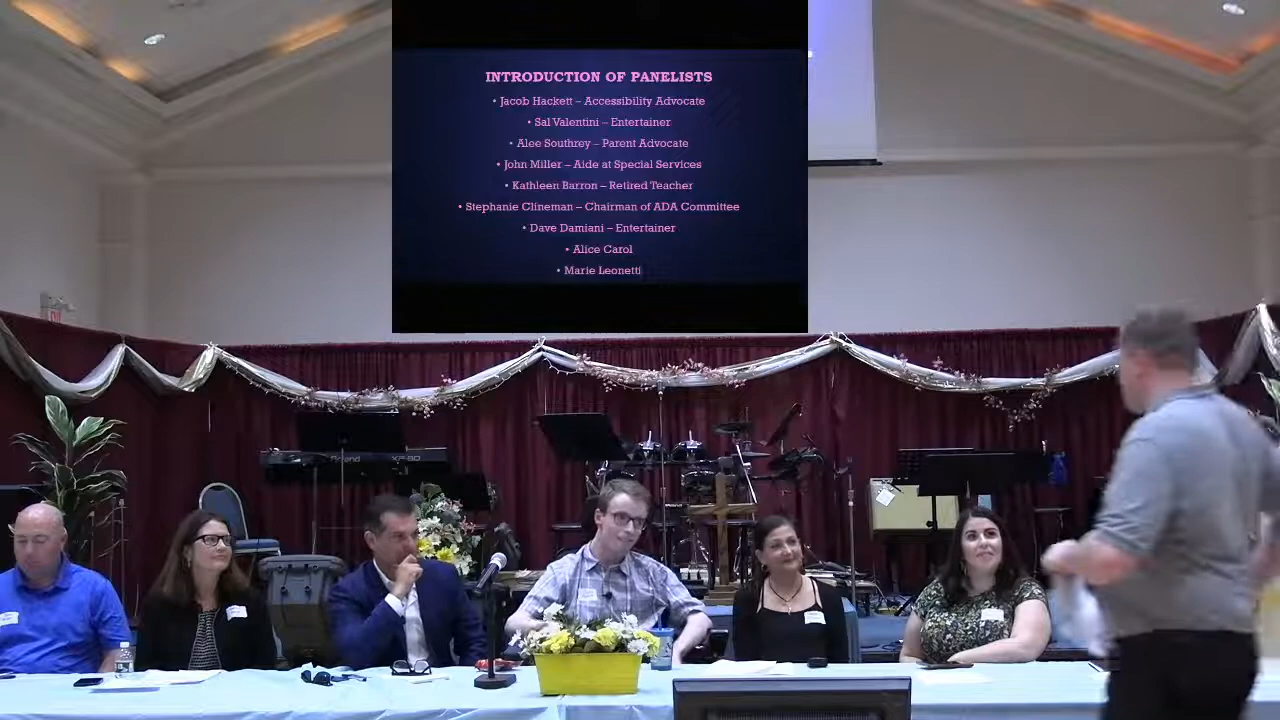 INTRODUCTION OF PANELISTS
• Jacob Hackett – Accessibility Advocate
• Sal Valentini – Entertainer
• Alee Southrey – Parent Advocate
• John Miller – Aide at Special Services
• Kathleen Barron – Retired Teacher
• Stephanie Clineman – Chairman of ADA Committee
• Dave Damiani – Entertainer
• Alice Carol
• Marie Leonetti
Roland XP-80